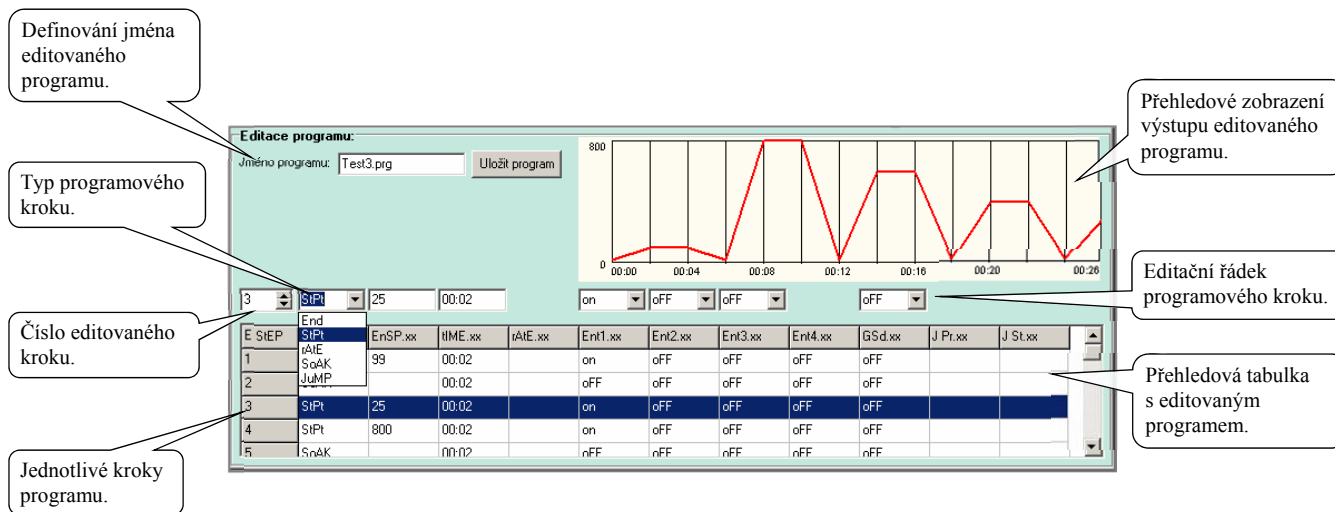 Definování jména
editovaného
programu.
Typ programového
kroku.
Číslo editovaného
kroku.
Jednotlivé kroky
programu.
Editace programu:
Jméno programu: Test3.prg Uložit program
800
0
00:00 00:04 00:08 00:12 00:16 00:20 00:26
3 StPt 25 00:02 on oFF oFF oFF
End
StPt
rAtE
SoAK
JuMP
E StEP EnSP.xx tIME.xx rAtE.xx Ent1.xx Ent2.xx Ent3.xx Ent4.xx GSd.xx J Pr.xx J St.xx
1 99 00:02 on oFF oFF oFF oFF
2 00:02 oFF oFF oFF oFF oFF
3 StPt 25 00:02 on oFF oFF oFF oFF
4 StPt 800 00:02 on oFF oFF oFF oFF
5 SoAK 00:02 oFF oFF oFF oFF oFF
Přehledové zobrazení
výstupu editovaného
programu.
Editační řádek
programového kroku.
Přehledová tabulka
s editovaným
programem.